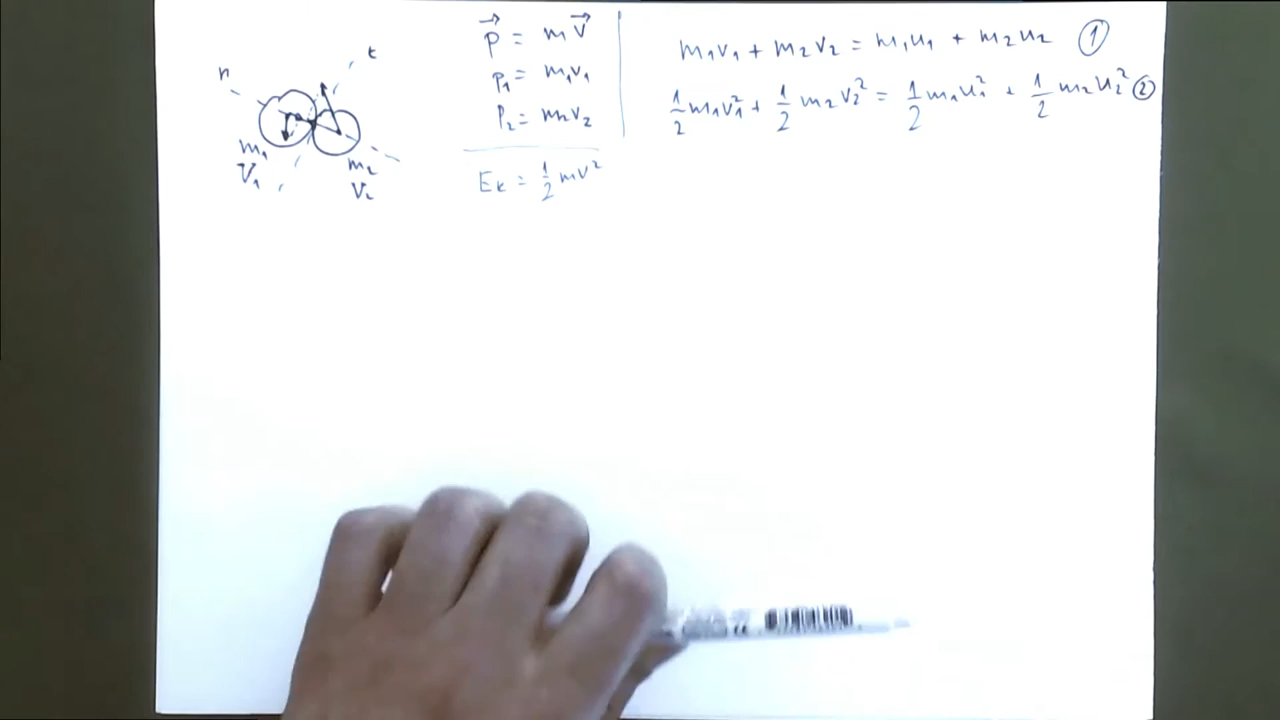 n
t
m₁
V₁
m₂
V₂
p⃗ = m v⃗
p₁ = m₁v₁
p₂ = m₂v₂
Eₖ = 1/2 mv²
m₁v₁ + m₂v₂ = m₁u₁ + m₂u₂ ①
1/2 m₁v₁² + 1/2 m₂v₂² = 1/2 m₁u₁² + 1/2 m₂u₂² ②